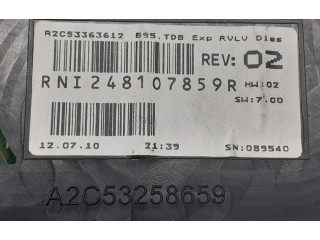 A2C53363612 B95.TDB Exp RVLV Dies
RNI248107859R
REV: 02
HW:02
SW:7.00
12.07.10 21:39 SN:089540
A2C53258659